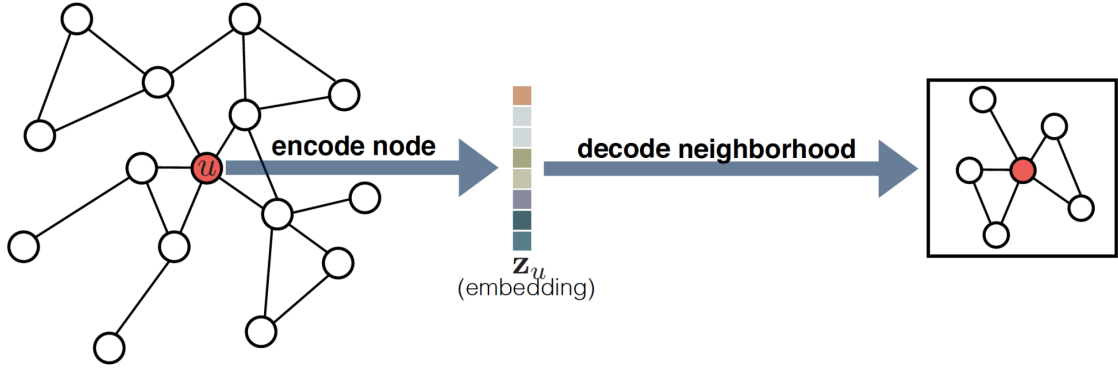 u
encode node
decode neighborhood
z_u
(embedding)